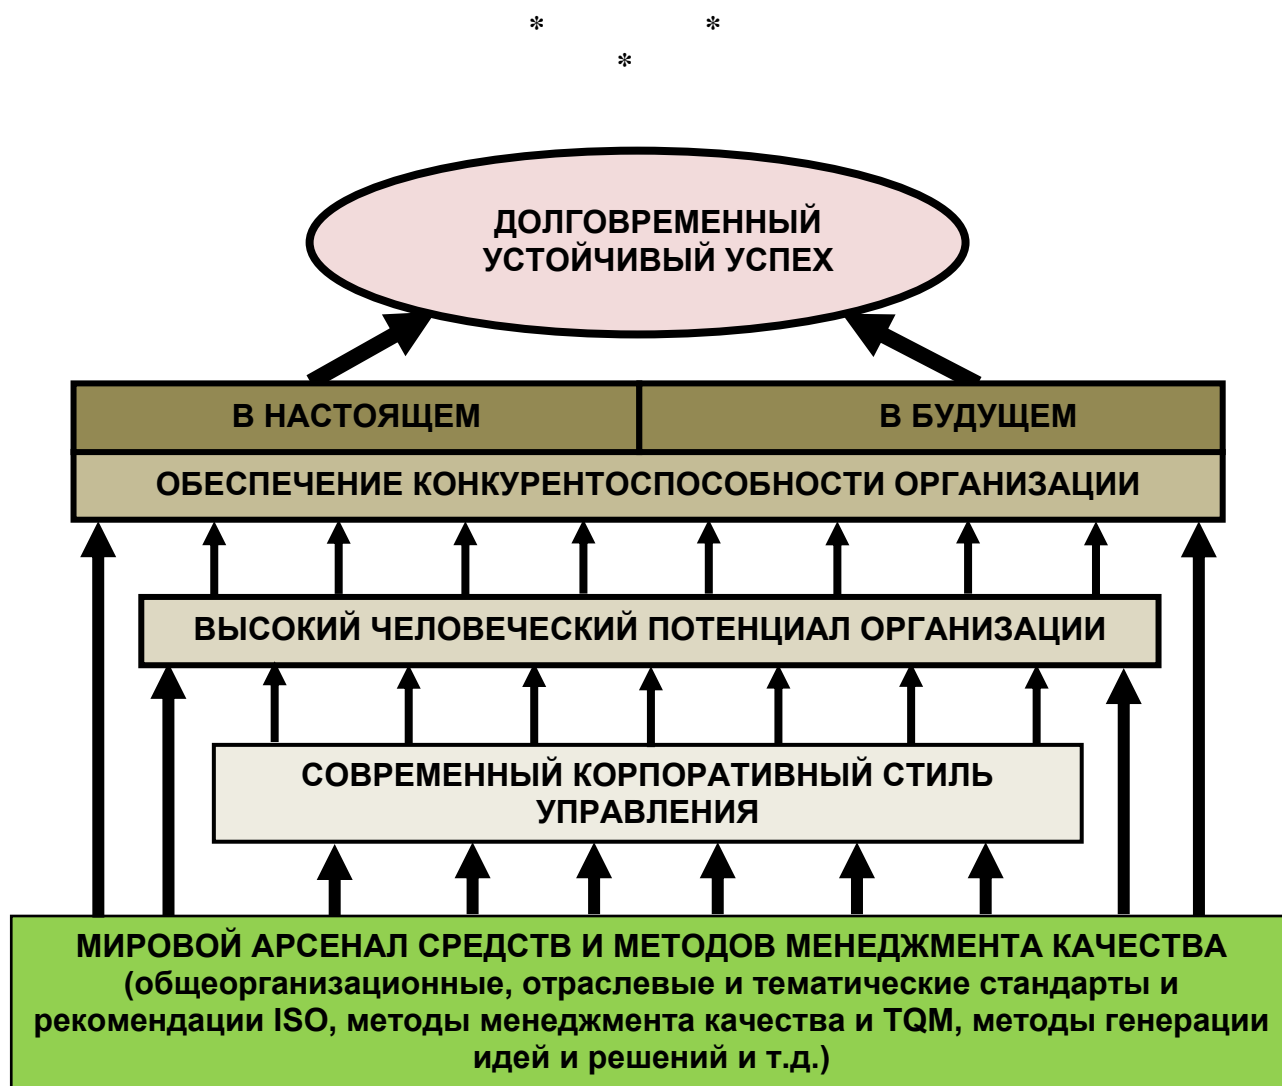 * *
*
ДОЛГОВРЕМЕННЫЙ
УСТОЙЧИВЫЙ УСПЕХ
В НАСТОЯЩЕМ
В БУДУЩЕМ
ОБЕСПЕЧЕНИЕ КОНКУРЕНТОСПОСОБНОСТИ ОРГАНИЗАЦИИ
ВЫСОКИЙ ЧЕЛОВЕЧЕСКИЙ ПОТЕНЦИАЛ ОРГАНИЗАЦИИ
СОВРЕМЕННЫЙ КОРПОРАТИВНЫЙ СТИЛЬ
УПРАВЛЕНИЯ
МИРОВОЙ АРСЕНАЛ СРЕДСТВ И МЕТОДОВ МЕНЕДЖМЕНТА КАЧЕСТВА
(общеорганизационные, отраслевые и тематические стандарты и
рекомендации ISO, методы менеджмента качества и TQM, методы генерации
идей и решений и т.д.)